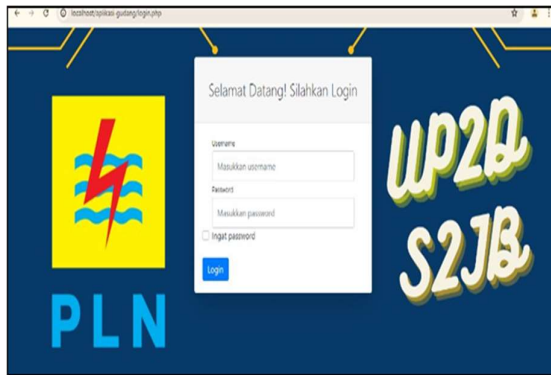 localhost/aplikasi-gudang/login.php
Selamat Datang! Silahkan Login
Username
Masukkan username
Password
Masukkan password
Ingat password
Login
PLN
UP2D
S2JB